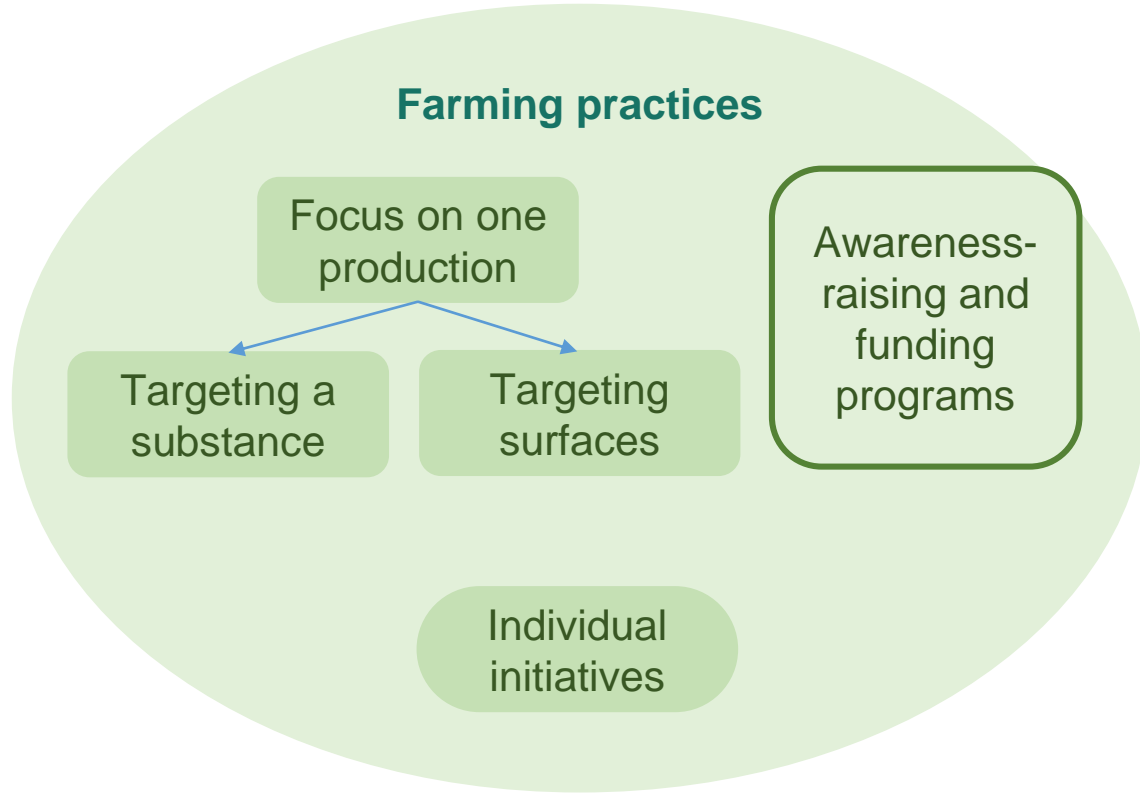 Farming practices
Focus on one
production
Awareness-
raising and
funding
programs
Targeting a
substance
Targeting
surfaces
Individual
initiatives